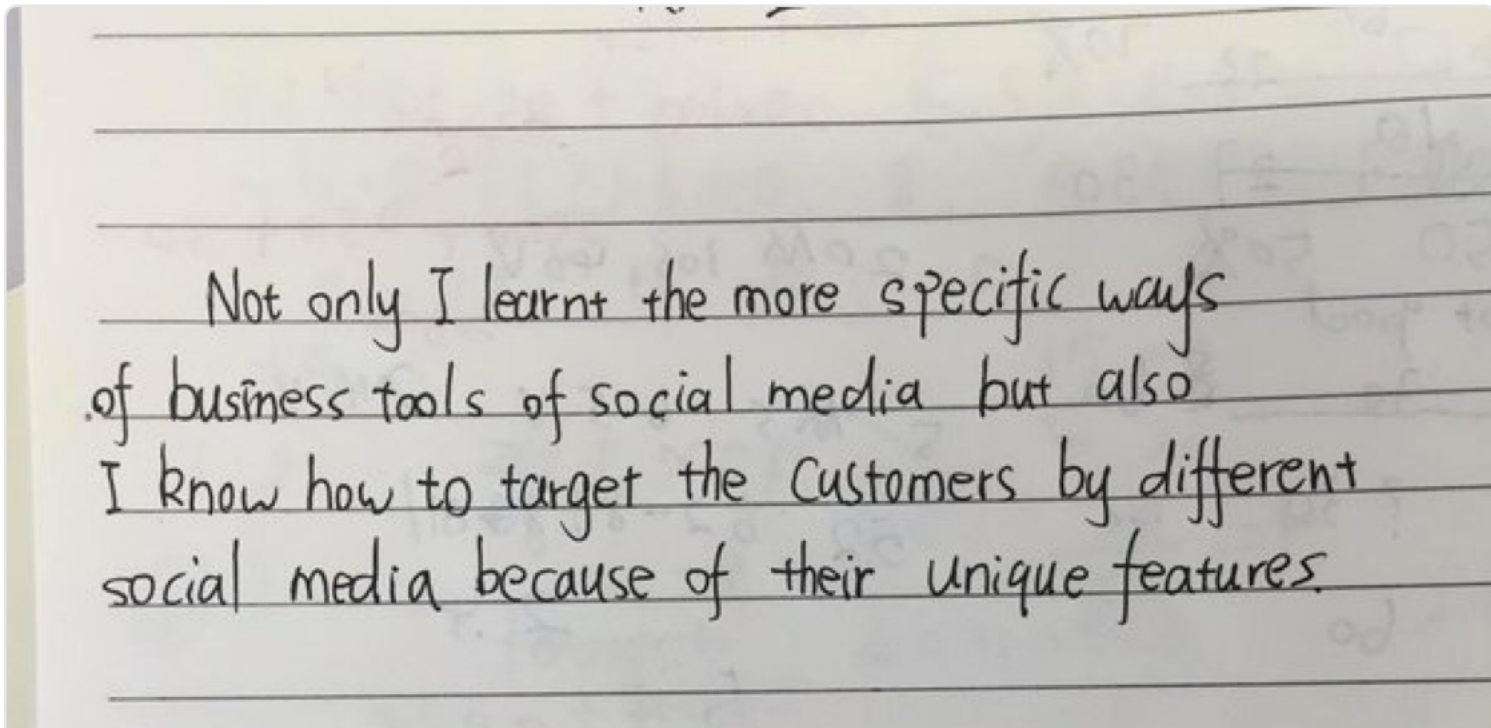 Not only I learnt the more specific ways
of business tools of social media but also
I know how to target the customers by different
social media because of their unique features.